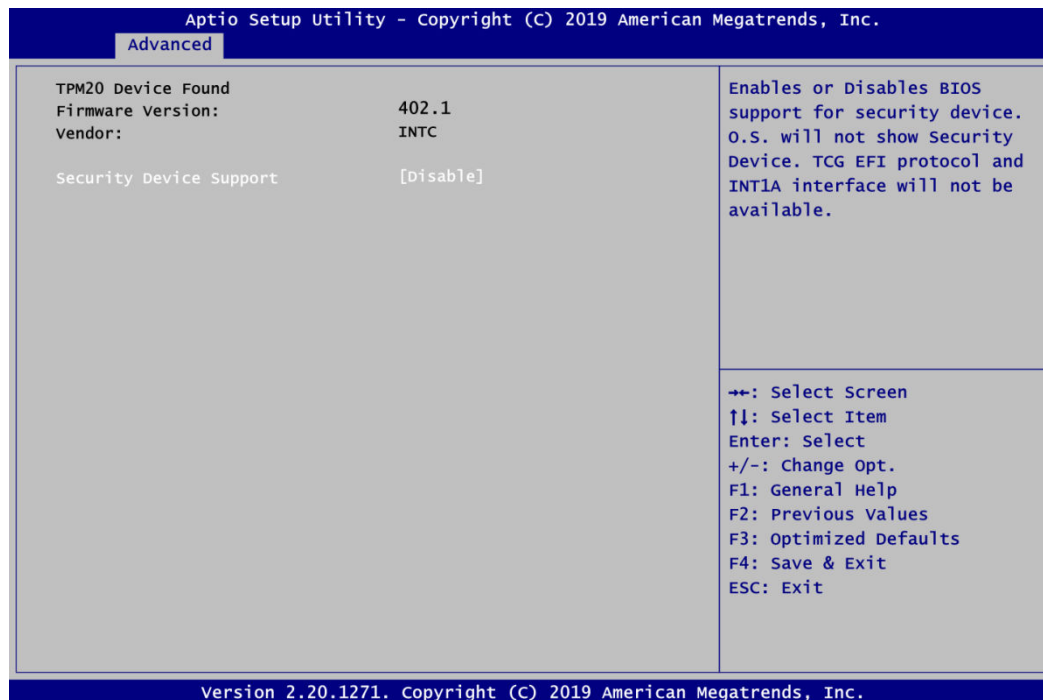 Aptio Setup Utility – Copyright (C) 2019 American Megatrends, Inc.
Advanced
TPM20 Device Found
Firmware Version: 402.1
Vendor: INTC
Security Device Support [Disable]
Enables or Disables BIOS
support for security device.
O.S. will not show Security
Device. TCG EFI protocol and
INT1A interface will not be
available.
→←: Select Screen
↑↓: Select Item
Enter: Select
+/-: Change Opt.
F1: General Help
F2: Previous Values
F3: Optimized Defaults
F4: Save & Exit
ESC: Exit
Version 2.20.1271. Copyright (C) 2019 American Megatrends, Inc.